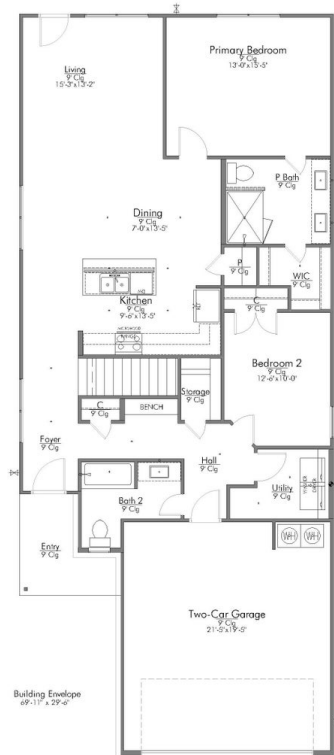 Living
9' Clg
15'-3"x13'-2"
Primary Bedroom
9' Clg
13'-0"x15'-5"
P Bath
9' Clg
Dining
9' Clg
7'-0"x13'-5"
P
9' Clg
WIC
9' Clg
C
9' Clg
Kitchen
9' Clg
9'-6"x13'-5"
Bedroom 2
9' Clg
12'-6"x10'-0"
Storage
9' Clg
C
9' Clg
BENCH
Foyer
9' Clg
Hall
9' Clg
Bath 2
9' Clg
Utility
9' Clg
WASHER
DRYER
Entry
9' Clg
WH
WH
Two-Car Garage
9' Clg
21'-5"x19'-5"
Building Envelope
69'-11" x 29'-6"